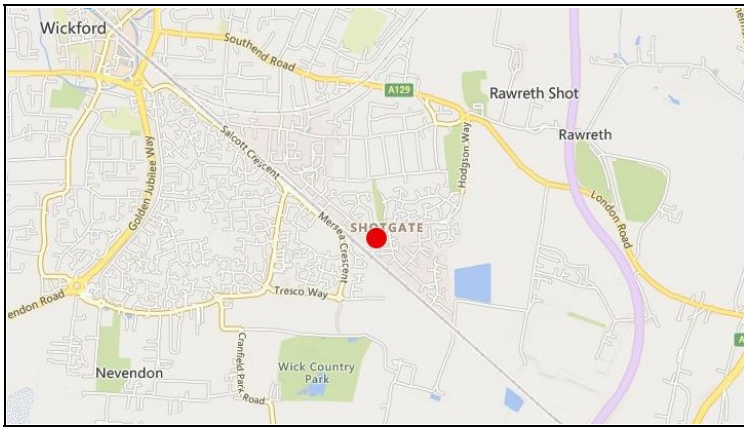 Wickford
Southend Road
A129
Rawreth Shot
Rawreth
Salcott Crescent
Hodgson Way
Golden Jubilee Way
Mersea Crescent
SHOTGATE
London Road
Tresco Way
endon Road
Cranfield Park Road
Wick Country
Park
Nevendon
A